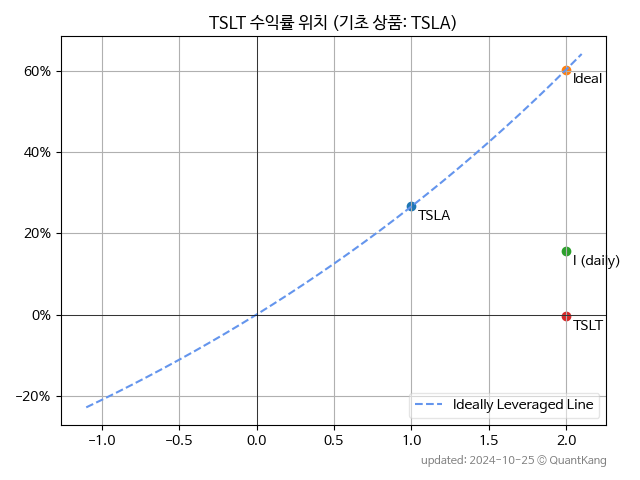 TSLT 수익률 위치 (기초 상품: TSLA)
60%
40%
20%
0%
−20%
Ideal
TSLA
I (daily)
TSLT
Ideally Leveraged Line
−1.0 −0.5 0.0 0.5 1.0 1.5 2.0
updated: 2024-10-25 © QuantKang